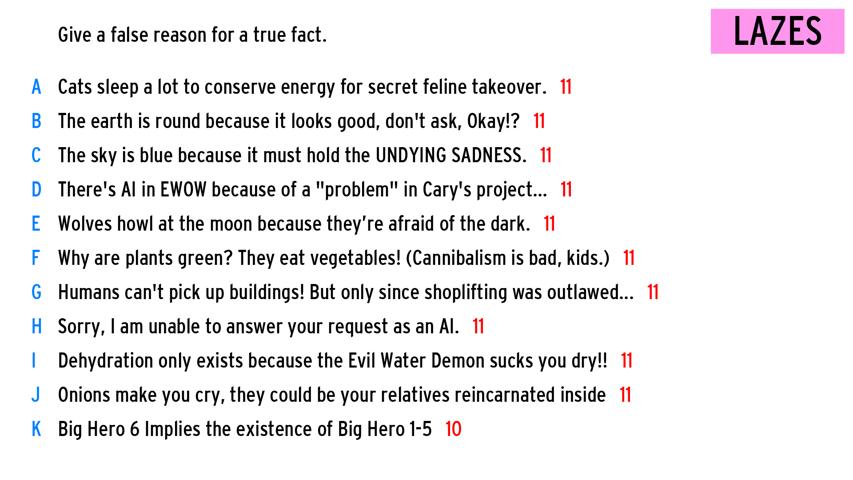 Give a false reason for a true fact.
LAZES
A Cats sleep a lot to conserve energy for secret feline takeover. 11
B The earth is round because it looks good, don't ask, Okay!? 11
C The sky is blue because it must hold the UNDYING SADNESS. 11
D There's AI in EWOW because of a "problem" in Cary's project... 11
E Wolves howl at the moon because they’re afraid of the dark. 11
F Why are plants green? They eat vegetables! (Cannibalism is bad, kids.) 11
G Humans can't pick up buildings! But only since shoplifting was outlawed... 11
H Sorry, I am unable to answer your request as an AI. 11
I Dehydration only exists because the Evil Water Demon sucks you dry!! 11
J Onions make you cry, they could be your relatives reincarnated inside 11
K Big Hero 6 Implies the existence of Big Hero 1-5 10